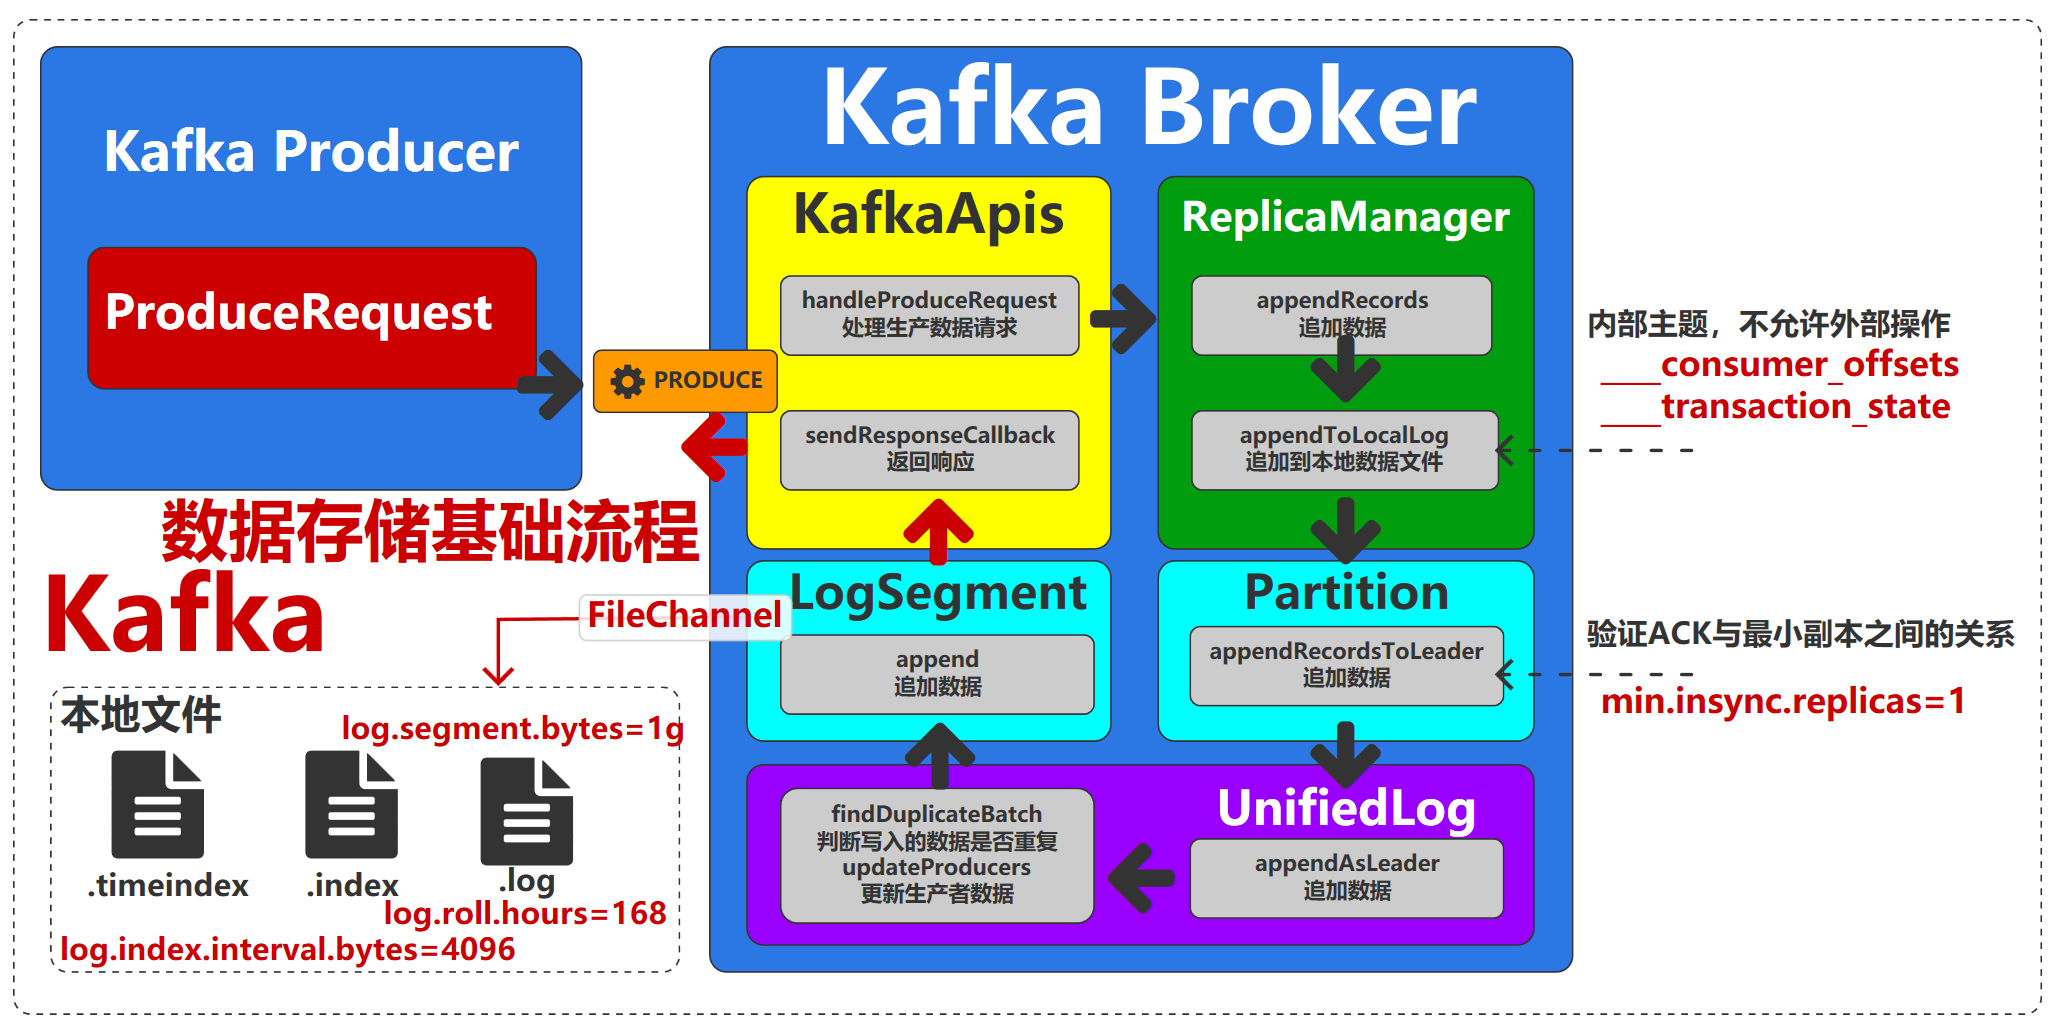 Kafka Producer
ProduceRequest
PRODUCE
数据存储基础流程
Kafka
Kafka Broker
KafkaApis
handleProduceRequest
处理生产数据请求
sendResponseCallback
返回响应
ReplicaManager
appendRecords
追加数据
appendToLocalLog
追加到本地数据文件
内部主题，不允许外部操作
__consumer_offsets
__transaction_state
Partition
appendRecordsToLeader
追加数据
验证ACK与最小副本之间的关系
min.insync.replicas=1
UnifiedLog
appendAsLeader
追加数据
findDuplicateBatch
判断写入的数据是否重复
updateProducers
更新生产者数据
LogSegment
append
追加数据
FileChannel
本地文件
log.segment.bytes=1g
.timeindex
.index
.log
log.roll.hours=168
log.index.interval.bytes=4096